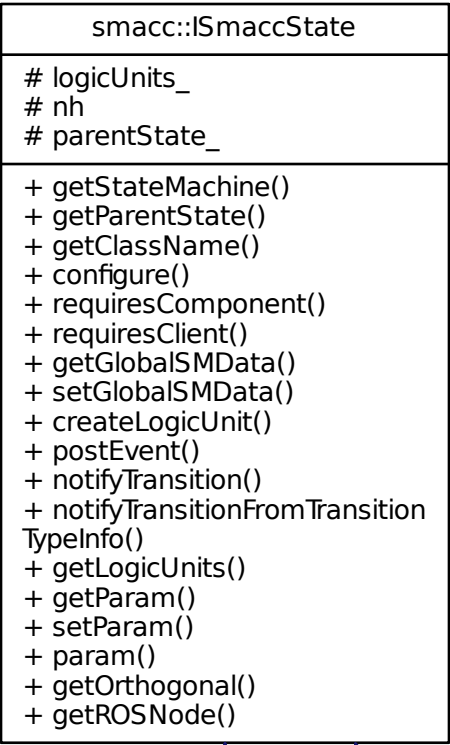 smacc::ISmaccState
# logicUnits_
# nh
# parentState_
+ getStateMachine()
+ getParentState()
+ getClassName()
+ configure()
+ requiresComponent()
+ requiresClient()
+ getGlobalSMData()
+ setGlobalSMData()
+ createLogicUnit()
+ postEvent()
+ notifyTransition()
+ notifyTransitionFromTransition
TypeInfo()
+ getLogicUnits()
+ getParam()
+ setParam()
+ param()
+ getOrthogonal()
+ getROSNode()